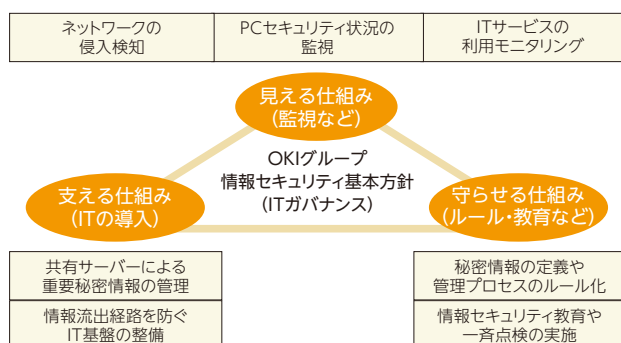 ネットワークの
侵入検知
PCセキュリティ状況の
監視
ITサービスの
利用モニタリング
見える仕組み
(監視など)
OKIグループ
情報セキュリティ基本方針
(ITガバナンス)
支える仕組み
(ITの導入)
守らせる仕組み
(ルール・教育など)
共有サーバーによる
重要秘密情報の管理
情報流出経路を防ぐ
IT基盤の整備
秘密情報の定義や
管理プロセスのルール化
情報セキュリティ教育や
一斉点検の実施